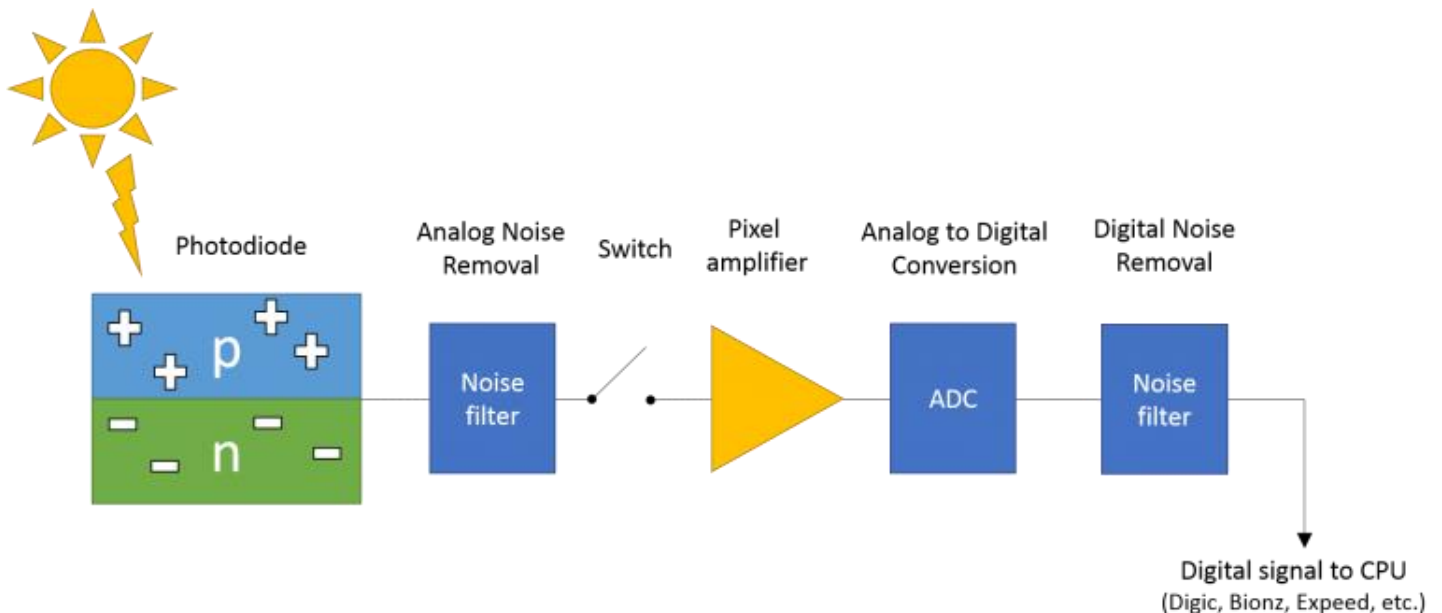 Photodiode
Analog Noise
Removal
Switch
Pixel
amplifier
Analog to Digital
Conversion
Digital Noise
Removal
p
n
Noise
filter
ADC
Noise
filter
Digital signal to CPU
(Digic, Bionz, Expeed, etc.)